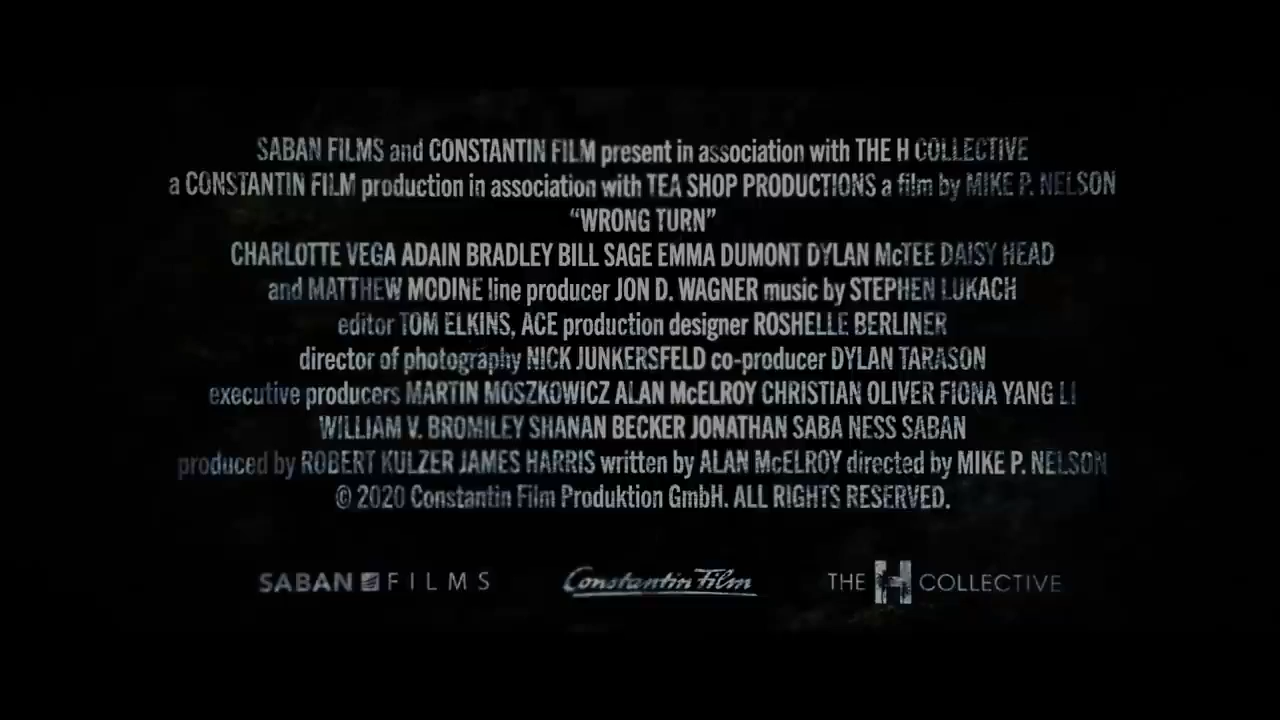 SABAN FILMS and CONSTANTIN FILM present in association with THE H COLLECTIVE
a CONSTANTIN FILM production in association with TEA SHOP PRODUCTIONS a film by MIKE P. NELSON
“WRONG TURN”
CHARLOTTE VEGA ADAIN BRADLEY BILL SAGE EMMA DUMONT DYLAN McTEE DAISY HEAD
and MATTHEW MODINE line producer JON D. WAGNER music by STEPHEN LUKACH
editor TOM ELKINS, ACE production designer ROSHELLE BERLINER
director of photography NICK JUNKERSFELD co-producer DYLAN TARASON
executive producers MARTIN MOSZKOWICZ ALAN McELROY CHRISTIAN OLIVER FIONA YANG LI
WILLIAM V. BROMILEY SHANAN BECKER JONATHAN SABA NESS SABAN
produced by ROBERT KULZER JAMES HARRIS written by ALAN McELROY directed by MIKE P. NELSON
© 2020 Constantin Film Produktion GmbH. ALL RIGHTS RESERVED.
SABAN FILMS Constantin Film THE H COLLECTIVE